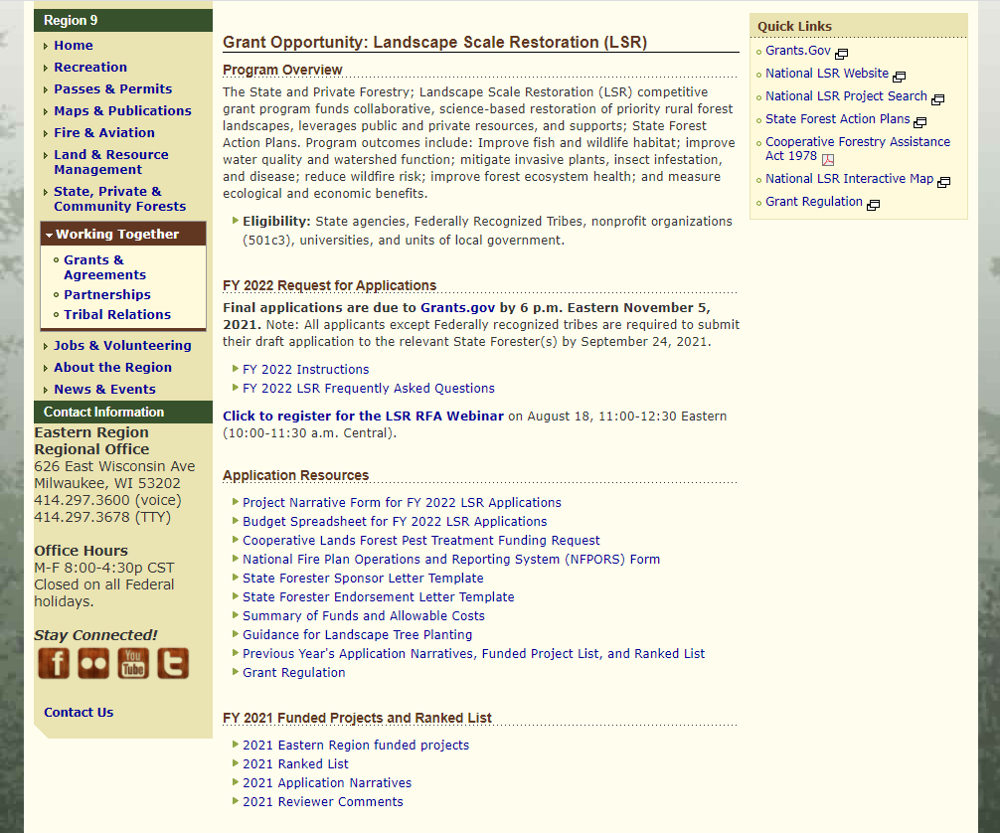 Region 9
Home
Recreation
Passes & Permits
Maps & Publications
Fire & Aviation
Land & Resource
Management
State, Private &
Community Forests
Working Together
Grants &
Agreements
Partnerships
Tribal Relations
Jobs & Volunteering
About the Region
News & Events
Contact Information
Eastern Region
Regional Office
626 East Wisconsin Ave
Milwaukee, WI 53202
414.297.3600 (voice)
414.297.3678 (TTY)
Office Hours
M-F 8:00-4:30p CST
Closed on all Federal
holidays.
Stay Connected!
f
You
Tube
t
Contact Us
Grant Opportunity: Landscape Scale Restoration (LSR)
Program Overview
The State and Private Forestry; Landscape Scale Restoration (LSR) competitive
grant program funds collaborative, science-based restoration of priority rural forest
landscapes, leverages public and private resources, and supports; State Forest
Action Plans. Program outcomes include: Improve fish and wildlife habitat; improve
water quality and watershed function; mitigate invasive plants, insect infestation,
and disease; reduce wildfire risk; improve forest ecosystem health; and measure
ecological and economic benefits.
Eligibility: State agencies, Federally Recognized Tribes, nonprofit organizations
(501c3), universities, and units of local government.
FY 2022 Request for Applications
Final applications are due to Grants.gov by 6 p.m. Eastern November 5,
2021. Note: All applicants except Federally recognized tribes are required to submit
their draft application to the relevant State Forester(s) by September 24, 2021.
FY 2022 Instructions
FY 2022 LSR Frequently Asked Questions
Click to register for the LSR RFA Webinar on August 18, 11:00-12:30 Eastern
(10:00-11:30 a.m. Central).
Application Resources
Project Narrative Form for FY 2022 LSR Applications
Budget Spreadsheet for FY 2022 LSR Applications
Cooperative Lands Forest Pest Treatment Funding Request
National Fire Plan Operations and Reporting System (NFPORS) Form
State Forester Sponsor Letter Template
State Forester Endorsement Letter Template
Summary of Funds and Allowable Costs
Guidance for Landscape Tree Planting
Previous Year's Application Narratives, Funded Project List, and Ranked List
Grant Regulation
FY 2021 Funded Projects and Ranked List
2021 Eastern Region funded projects
2021 Ranked List
2021 Application Narratives
2021 Reviewer Comments
Quick Links
Grants.Gov
National LSR Website
National LSR Project Search
State Forest Action Plans
Cooperative Forestry Assistance
Act 1978
National LSR Interactive Map
Grant Regulation